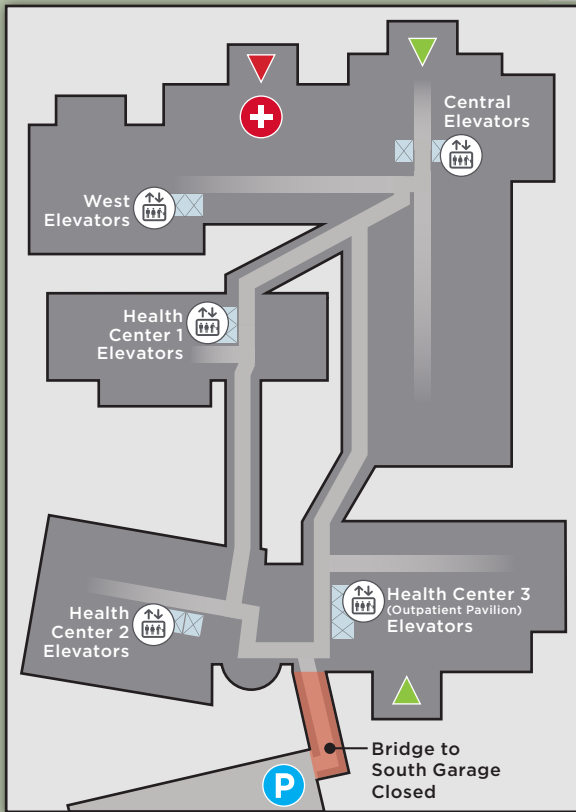 Central
Elevators
West
Elevators
Health
Center 1
Elevators
Health Center 3
(Outpatient Pavilion)
Elevators
Health
Center 2
Elevators
Bridge to
South Garage
Closed
P